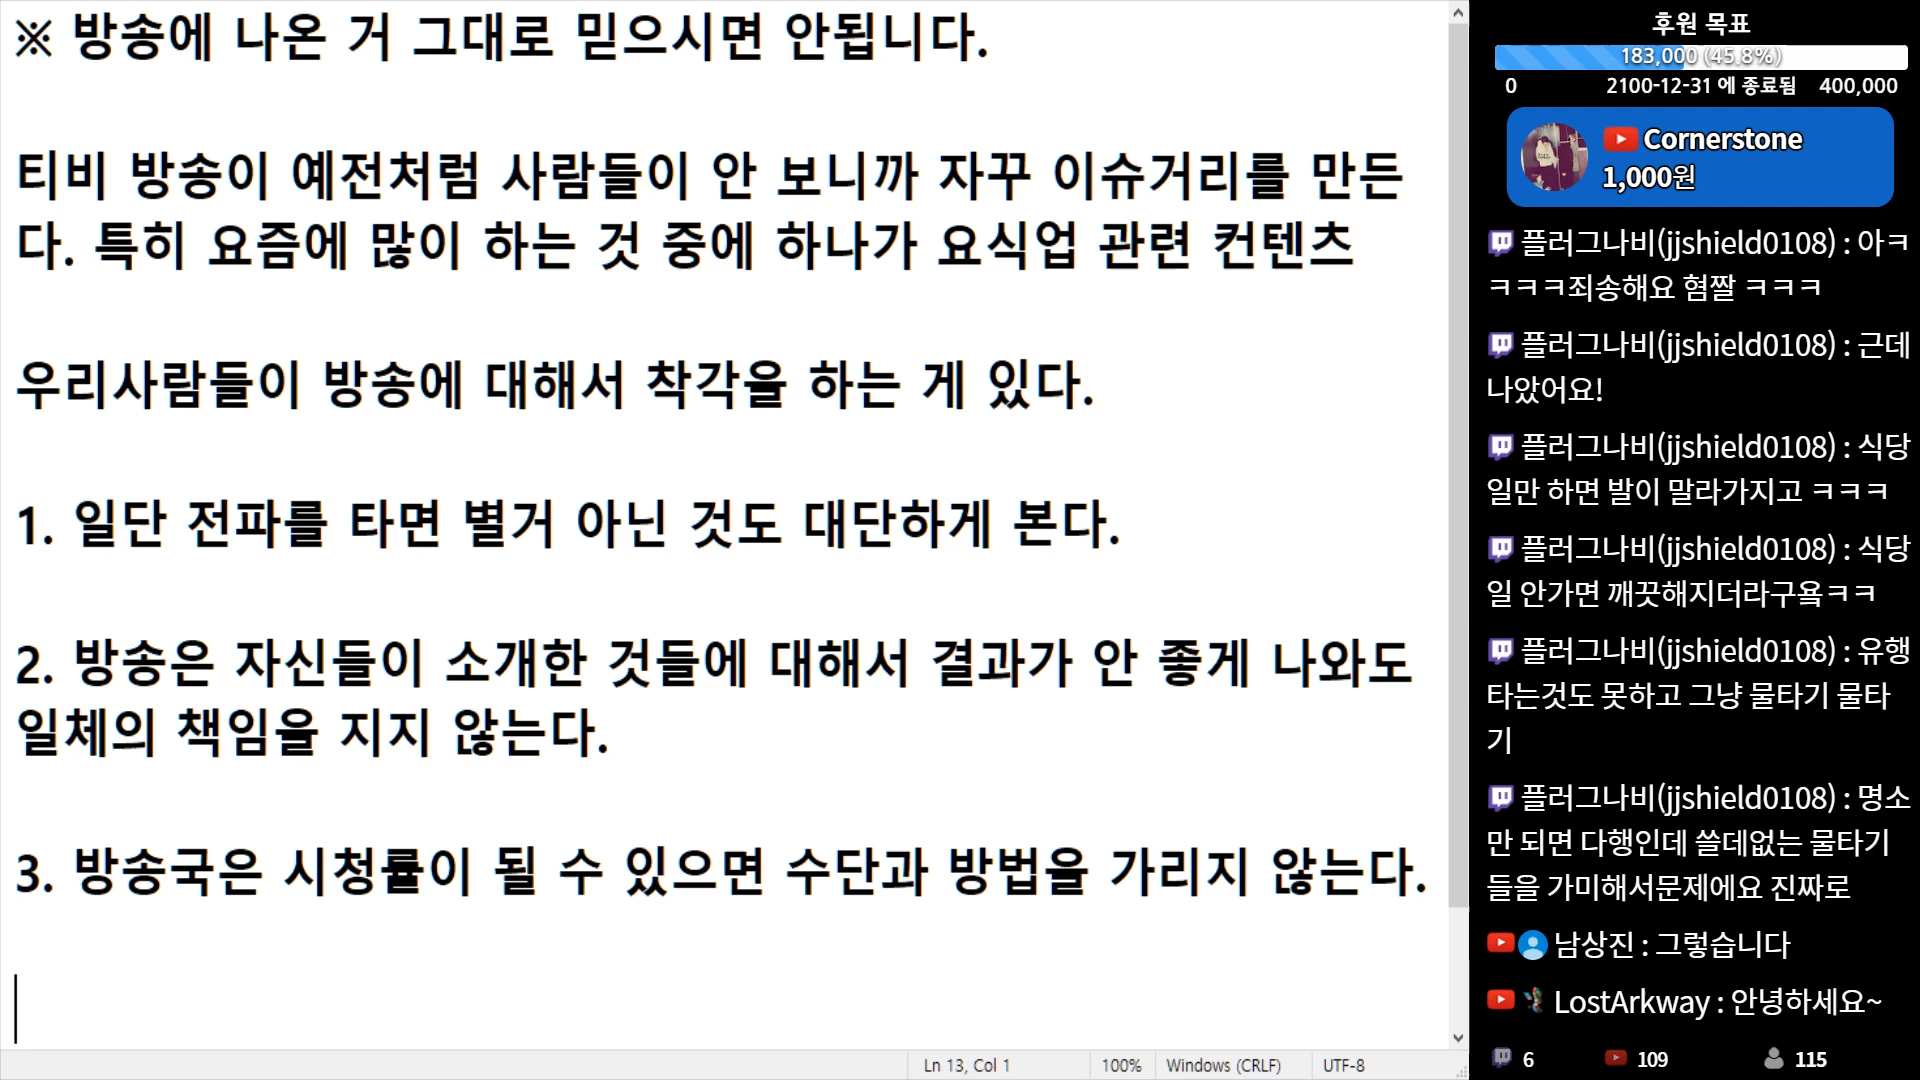 ※ 방송에 나온 거 그대로 믿으시면 안됩니다.
티비 방송이 예전처럼 사람들이 안 보니까 자꾸 이슈거리를 만든
다. 특히 요즘에 많이 하는 것 중에 하나가 요식업 관련 컨텐츠
우리사람들이 방송에 대해서 착각을 하는 게 있다.
1. 일단 전파를 타면 별거 아닌 것도 대단하게 본다.
2. 방송은 자신들이 소개한 것들에 대해서 결과가 안 좋게 나와도
일체의 책임을 지지 않는다.
3. 방송국은 시청률이 될 수 있으면 수단과 방법을 가리지 않는다.
Ln 13, Col 1
100%
Windows (CRLF)
UTF-8
후원 목표
183,000 (45.8%)
0 2100-12-31 에 종료됨 400,000
Cornerstone
1,000원
플러그나비(jjshield0108) : 아ㅋ
ㅋㅋㅋ죄송해요 혐짤 ㅋㅋㅋ
플러그나비(jjshield0108) : 근데
나았어요!
플러그나비(jjshield0108) : 식당
일만 하면 발이 말라가지고 ㅋㅋㅋ
플러그나비(jjshield0108) : 식당
일 안가면 깨끗해지더라구욬ㅋㅋ
플러그나비(jjshield0108) : 유행
타는것도 못하고 그냥 물타기 물타
기
플러그나비(jjshield0108) : 명소
만 되면 다행인데 쓸데없는 물타기
들을 가미해서문제에요 진짜로
남상진 : 그렇습니다
LostArkway : 안녕하세요~
6 109 115